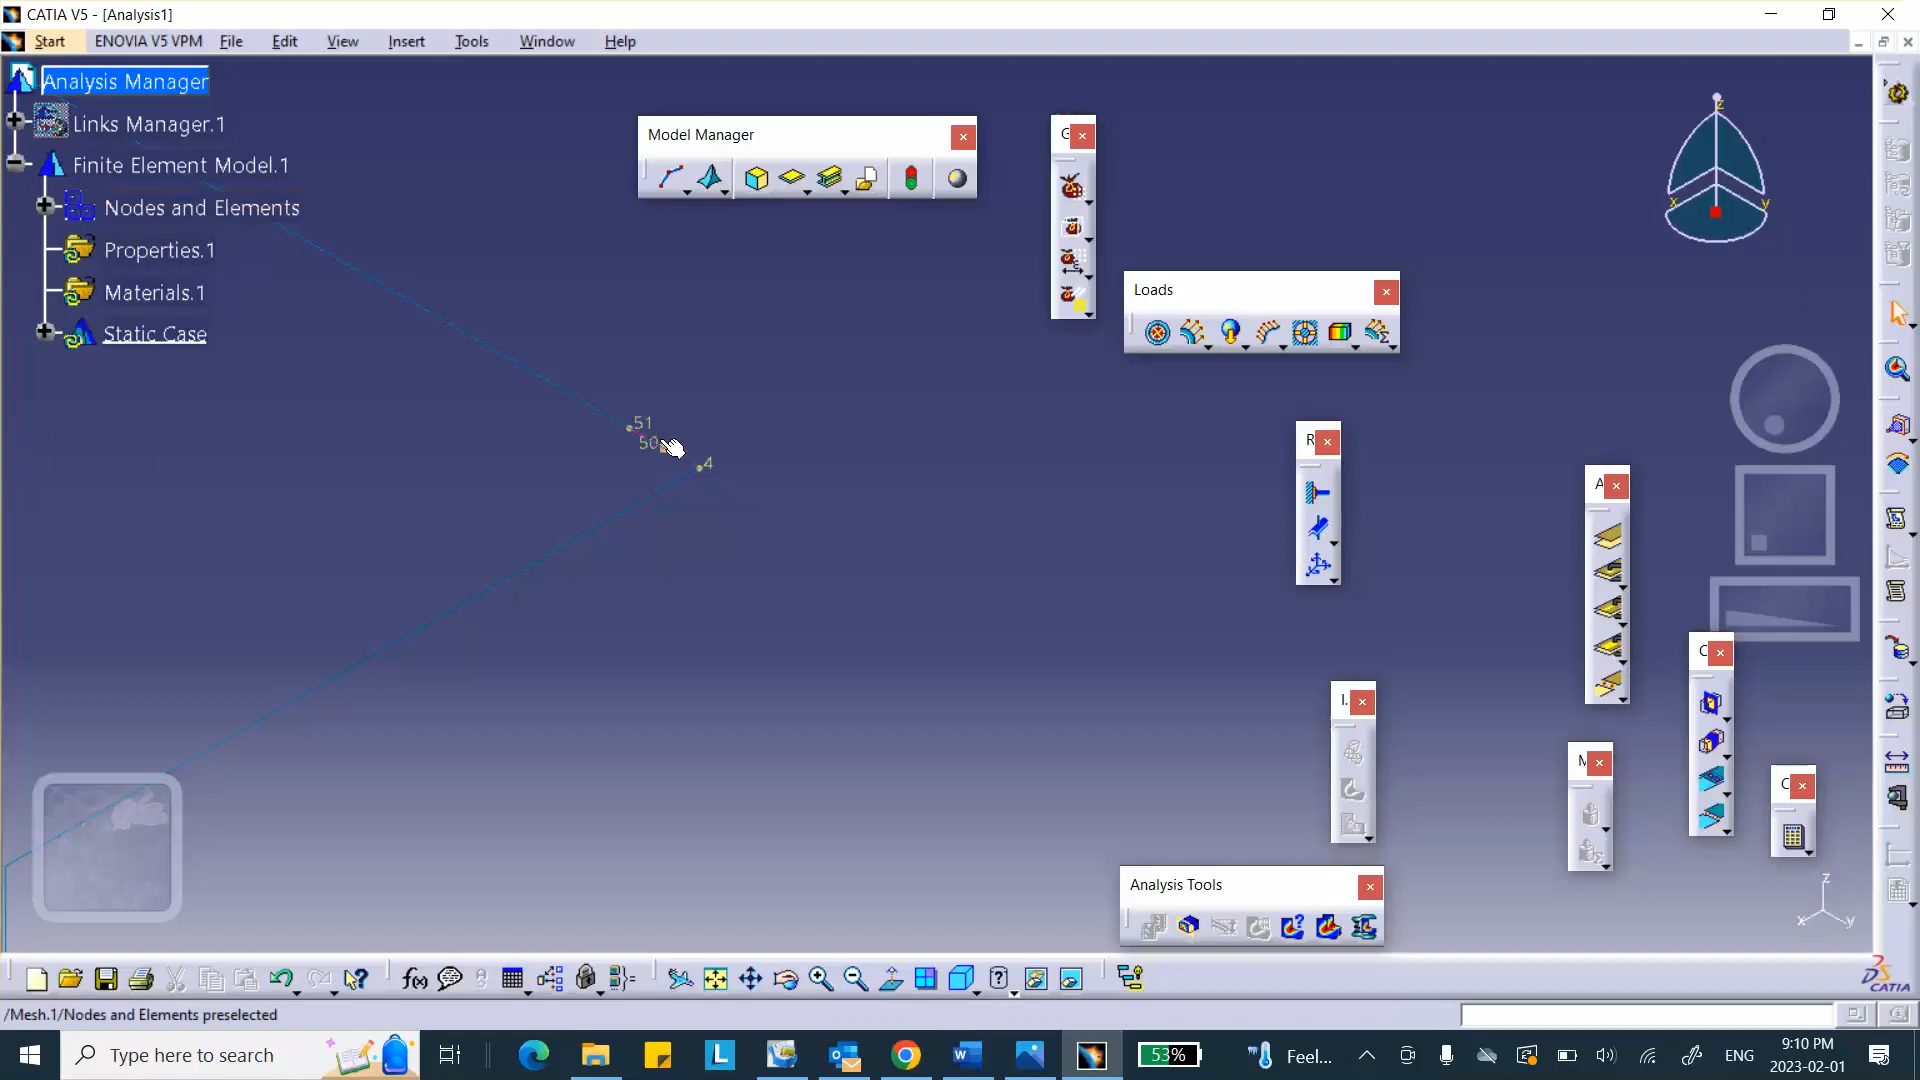 CATIA V5 - [Analysis1]
Start ENOVIA V5 VPM File Edit View Insert Tools Window Help
Analysis Manager
Links Manager.1
Finite Element Model.1
Nodes and Elements
Properties.1
Materials.1
Static Case
Model Manager
G
Loads
R
A
C
I.
M
C
Analysis Tools
51
50
4
z
x
y
z
x
y
f(x)
CATIA
/Mesh.1/Nodes and Elements preselected
Type here to search
53%
Feel...
ENG
9:10 PM
2023-02-01